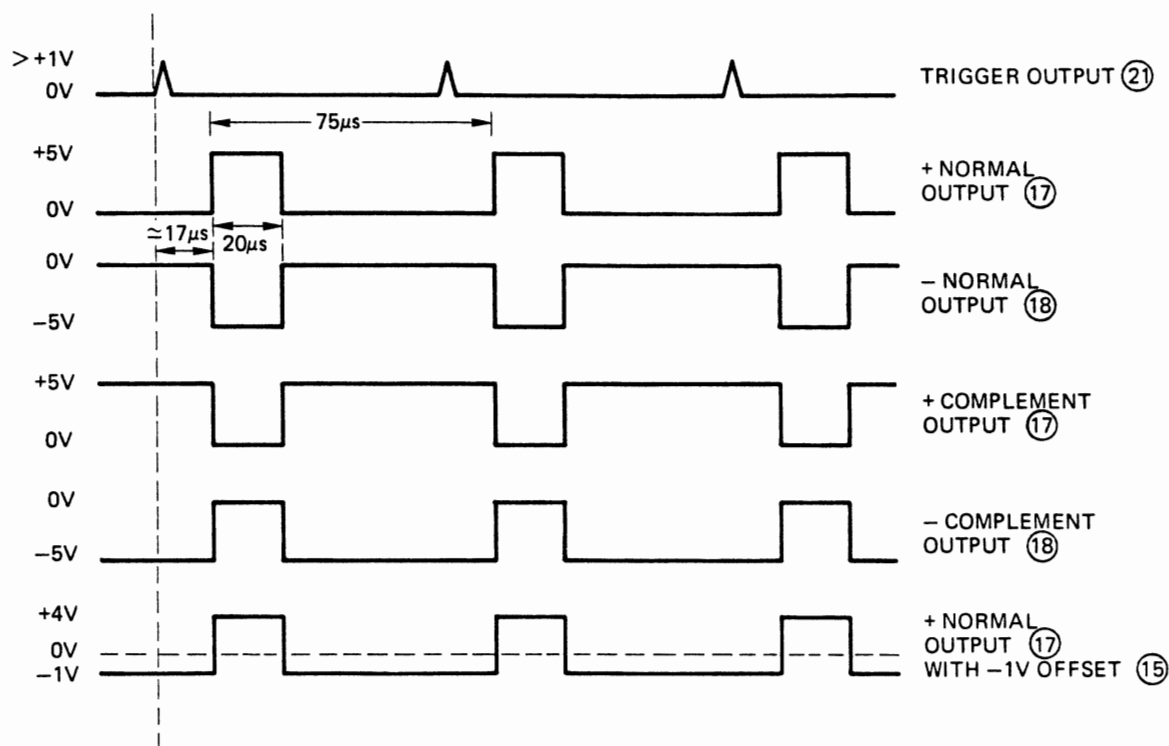 > +1V
0V
TRIGGER OUTPUT 21
75μs
+5V
0V
+ NORMAL
OUTPUT 17
≃17μs
20μs
0V
−5V
− NORMAL
OUTPUT 18
+5V
0V
+ COMPLEMENT
OUTPUT 17
0V
−5V
− COMPLEMENT
OUTPUT 18
+4V
0V
−1V
+ NORMAL
OUTPUT 17
WITH −1V OFFSET 15